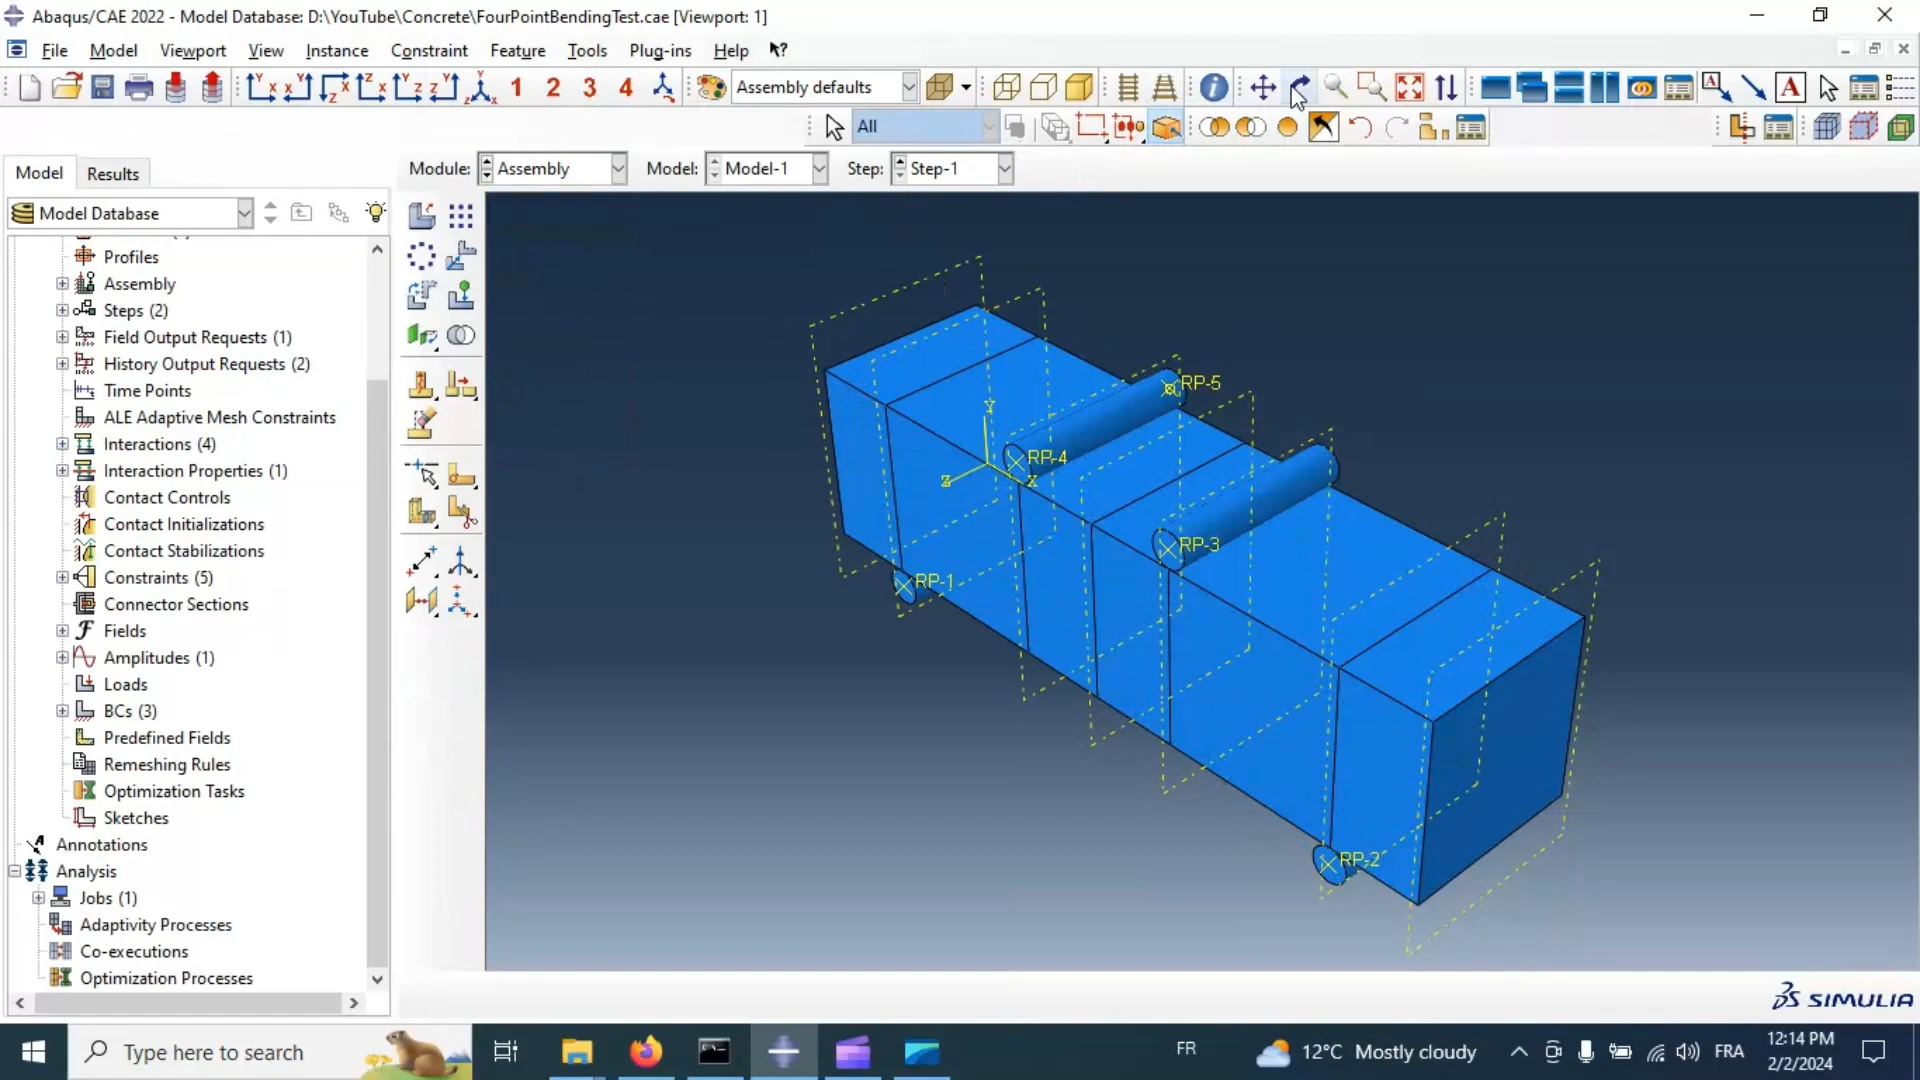 Abaqus/CAE 2022 - Model Database: D:\YouTube\Concrete\FourPointBendingTest.cae [Viewport: 1]
File Model Viewport View Instance Constraint Feature Tools Plug-ins Help
1 2 3 4 Assembly defaults
All
Model Results
Module: Assembly Model: Model-1 Step: Step-1
Model Database
Profiles
Assembly
Steps (2)
Field Output Requests (1)
History Output Requests (2)
Time Points
ALE Adaptive Mesh Constraints
Interactions (4)
Interaction Properties (1)
Contact Controls
Contact Initializations
Contact Stabilizations
Constraints (5)
Connector Sections
Fields
Amplitudes (1)
Loads
BCs (3)
Predefined Fields
Remeshing Rules
Optimization Tasks
Sketches
Annotations
Analysis
Jobs (1)
Adaptivity Processes
Co-executions
Optimization Processes
RP-5
Y
RP-4
Z X
RP-3
RP-1
RP-2
SIMULIA
Type here to search
FR
12°C Mostly cloudy
FRA
12:14 PM
2/2/2024